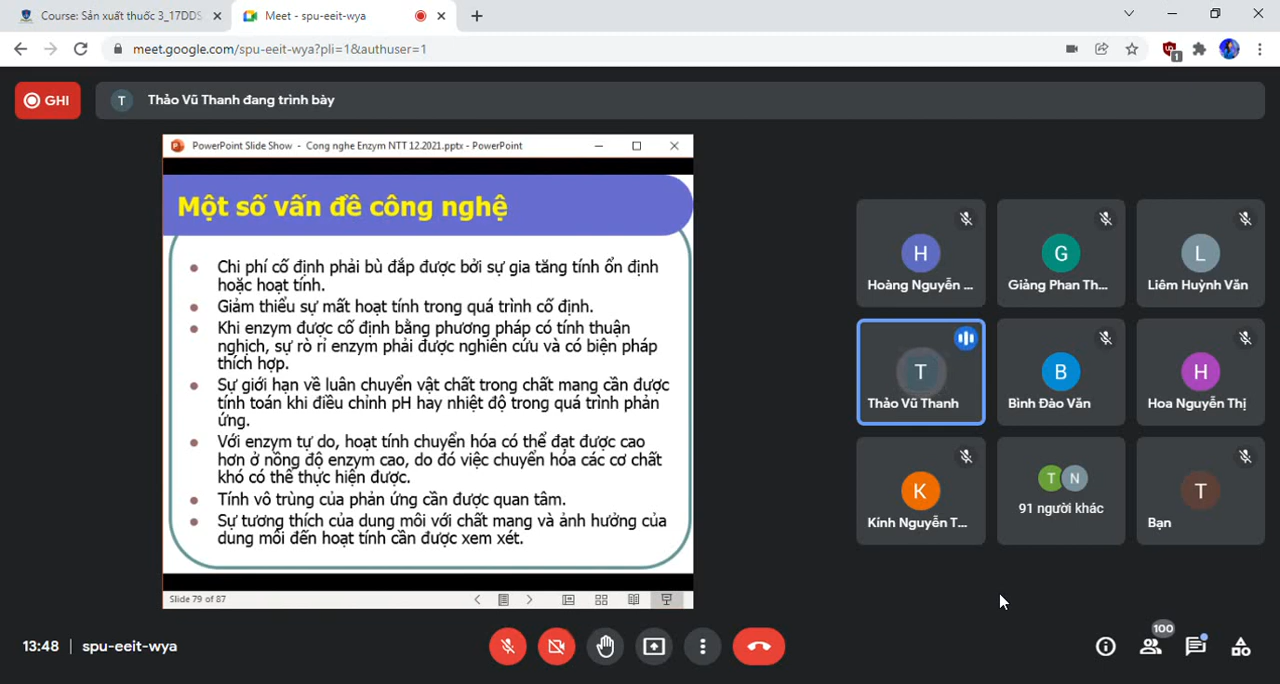 Course: Sản xuất thuốc 3_17DDS
Meet - spu-eeit-wya
meet.google.com/spu-eeit-wya?pli=1&authuser=1
1
GHI
T
Thảo Vũ Thanh đang trình bày
PowerPoint Slide Show - Cong nghe Enzym NTT 12.2021.pptx - PowerPoint
Một số vấn đề công nghệ
Chi phí cố định phải bù đắp được bởi sự gia tăng tính ổn định
hoặc hoạt tính.
Giảm thiểu sự mất hoạt tính trong quá trình cố định.
Khi enzym được cố định bằng phương pháp có tính thuận
nghịch, sự rò rỉ enzym phải được nghiên cứu và có biện pháp
thích hợp.
Sự giới hạn về luân chuyển vật chất trong chất mang cần được
tính toán khi điều chỉnh pH hay nhiệt độ trong quá trình phản
ứng.
Với enzym tự do, hoạt tính chuyển hóa có thể đạt được cao
hơn ở nồng độ enzym cao, do đó việc chuyển hóa các cơ chất
khó có thể thực hiện được.
Tính vô trùng của phản ứng cần được quan tâm.
Sự tương thích của dung môi với chất mang và ảnh hưởng của
dung môi đến hoạt tính cần được xem xét.
Slide 79 of 87
H
Hoàng Nguyễn ...
G
Giảng Phan Th...
L
Liêm Huỳnh Văn
T
Thảo Vũ Thanh
B
Bình Đào Văn
H
Hoa Nguyễn Thị
K
Kính Nguyễn T...
T N
91 người khác
T
Bạn
13:48 | spu-eeit-wya
100